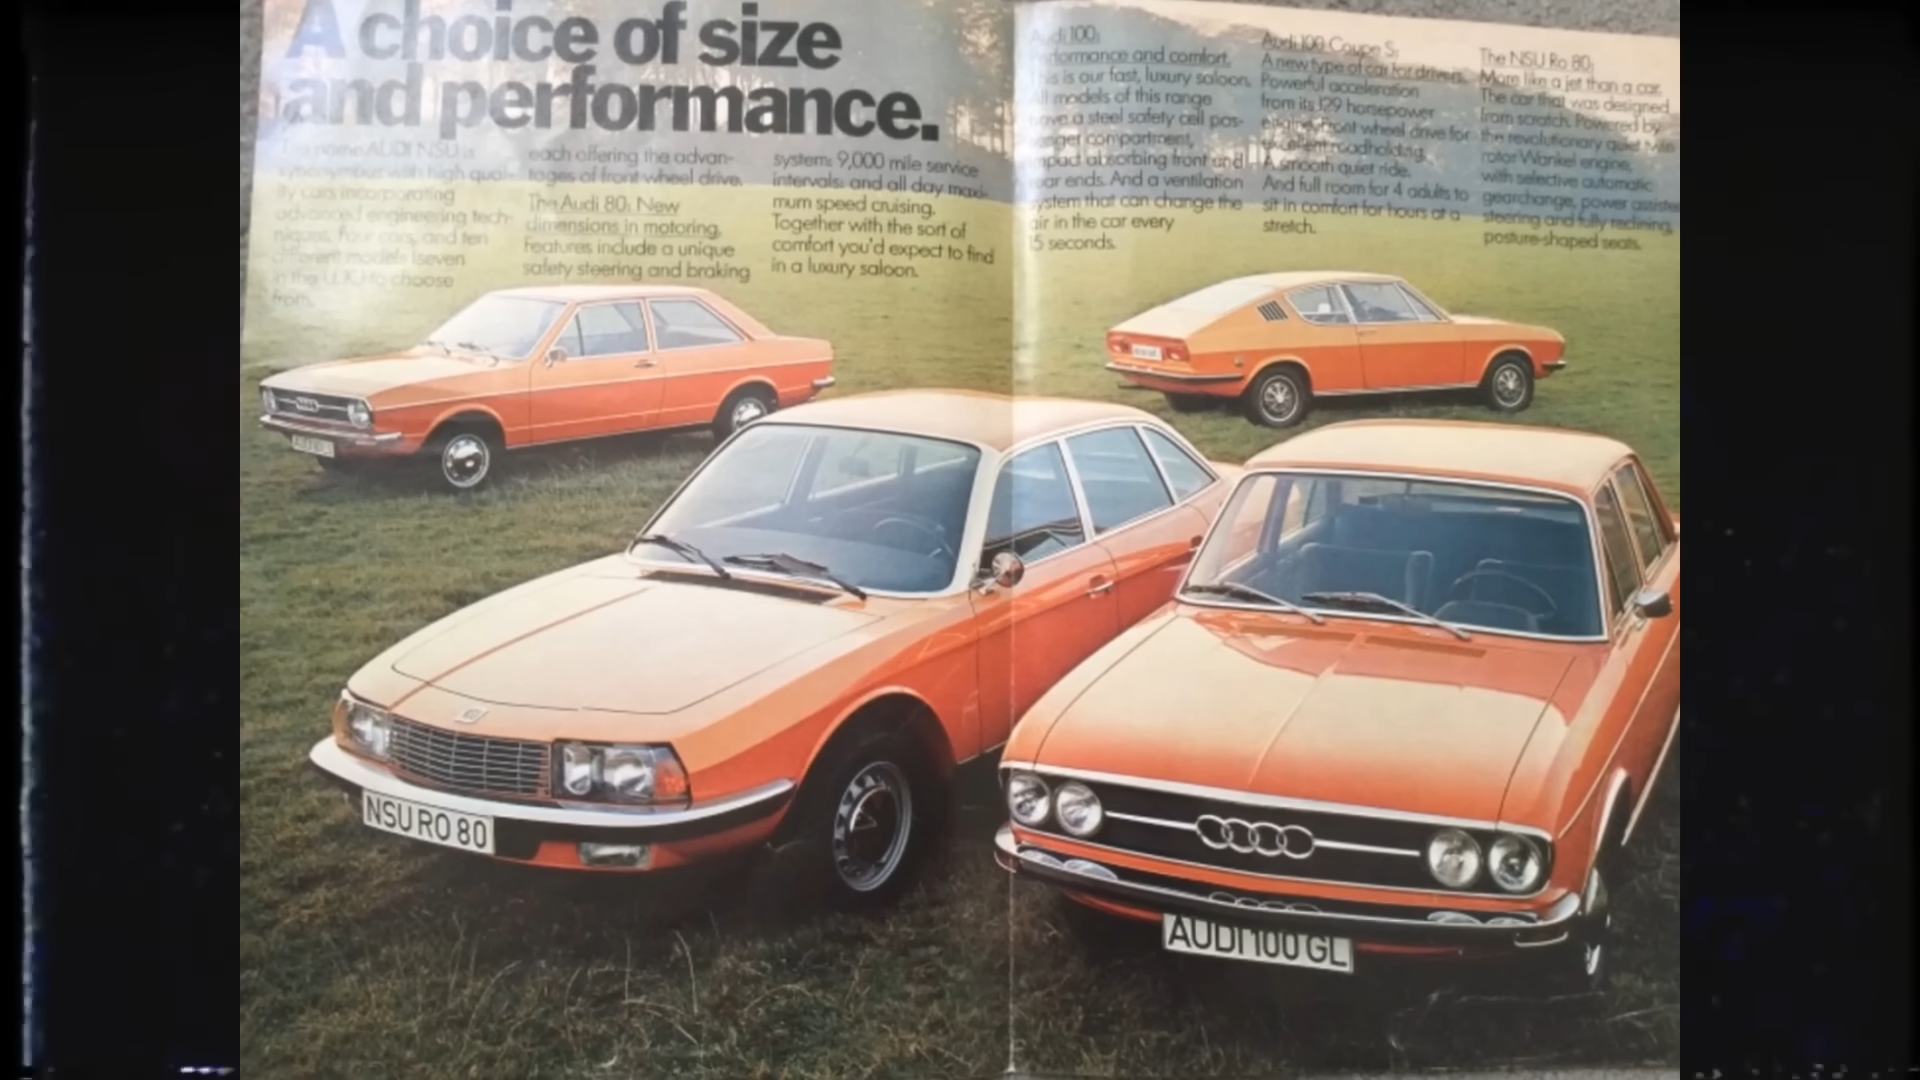 A choice of size
and performance.
The name AUDI NSU is
synonymous with high qual-
ity cars incorporating
advanced engineering tech-
niques. Four cars, and ten
different models (seven
in the U.K.) to choose
from,
each offering the advan-
tages of front wheel drive.
The Audi 80: New
dimensions in motoring.
Features include a unique
safety steering and braking
system: 9,000 mile service
intervals: and all day maxi-
mum speed cruising.
Together with the sort of
comfort you'd expect to find
in a luxury saloon.
Audi 100:
Performance and comfort.
This is our fast, luxury saloon.
All models of this range
have a steel safety cell pas-
senger compartment,
impact absorbing front and
rear ends. And a ventilation
system that can change the
air in the car every
15 seconds.
Audi 100 Coupe S:
A new type of car for drivers.
Powerful acceleration
from its 129 horsepower
engine. Front wheel drive for
excellent roadholding.
A smooth quiet ride.
And full room for 4 adults to
sit in comfort for hours at a
stretch.
The NSU Ro 80:
More like a jet than a car.
The car that was designed
from scratch. Powered by
the revolutionary quiet twin
rotor Wankel engine,
with selective automatic
gearchange, power assisted
steering and fully reclining,
posture-shaped seats.
NSU RO 80
AUDI 100 GL